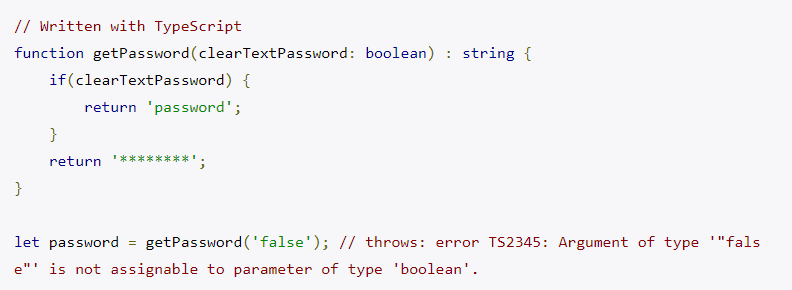 // Written with TypeScript
function getPassword(clearTextPassword: boolean) : string {
    if(clearTextPassword) {
        return 'password';
    }
    return '********';
}

let password = getPassword('false'); // throws: error TS2345: Argument of type '"fals
e"' is not assignable to parameter of type 'boolean'.